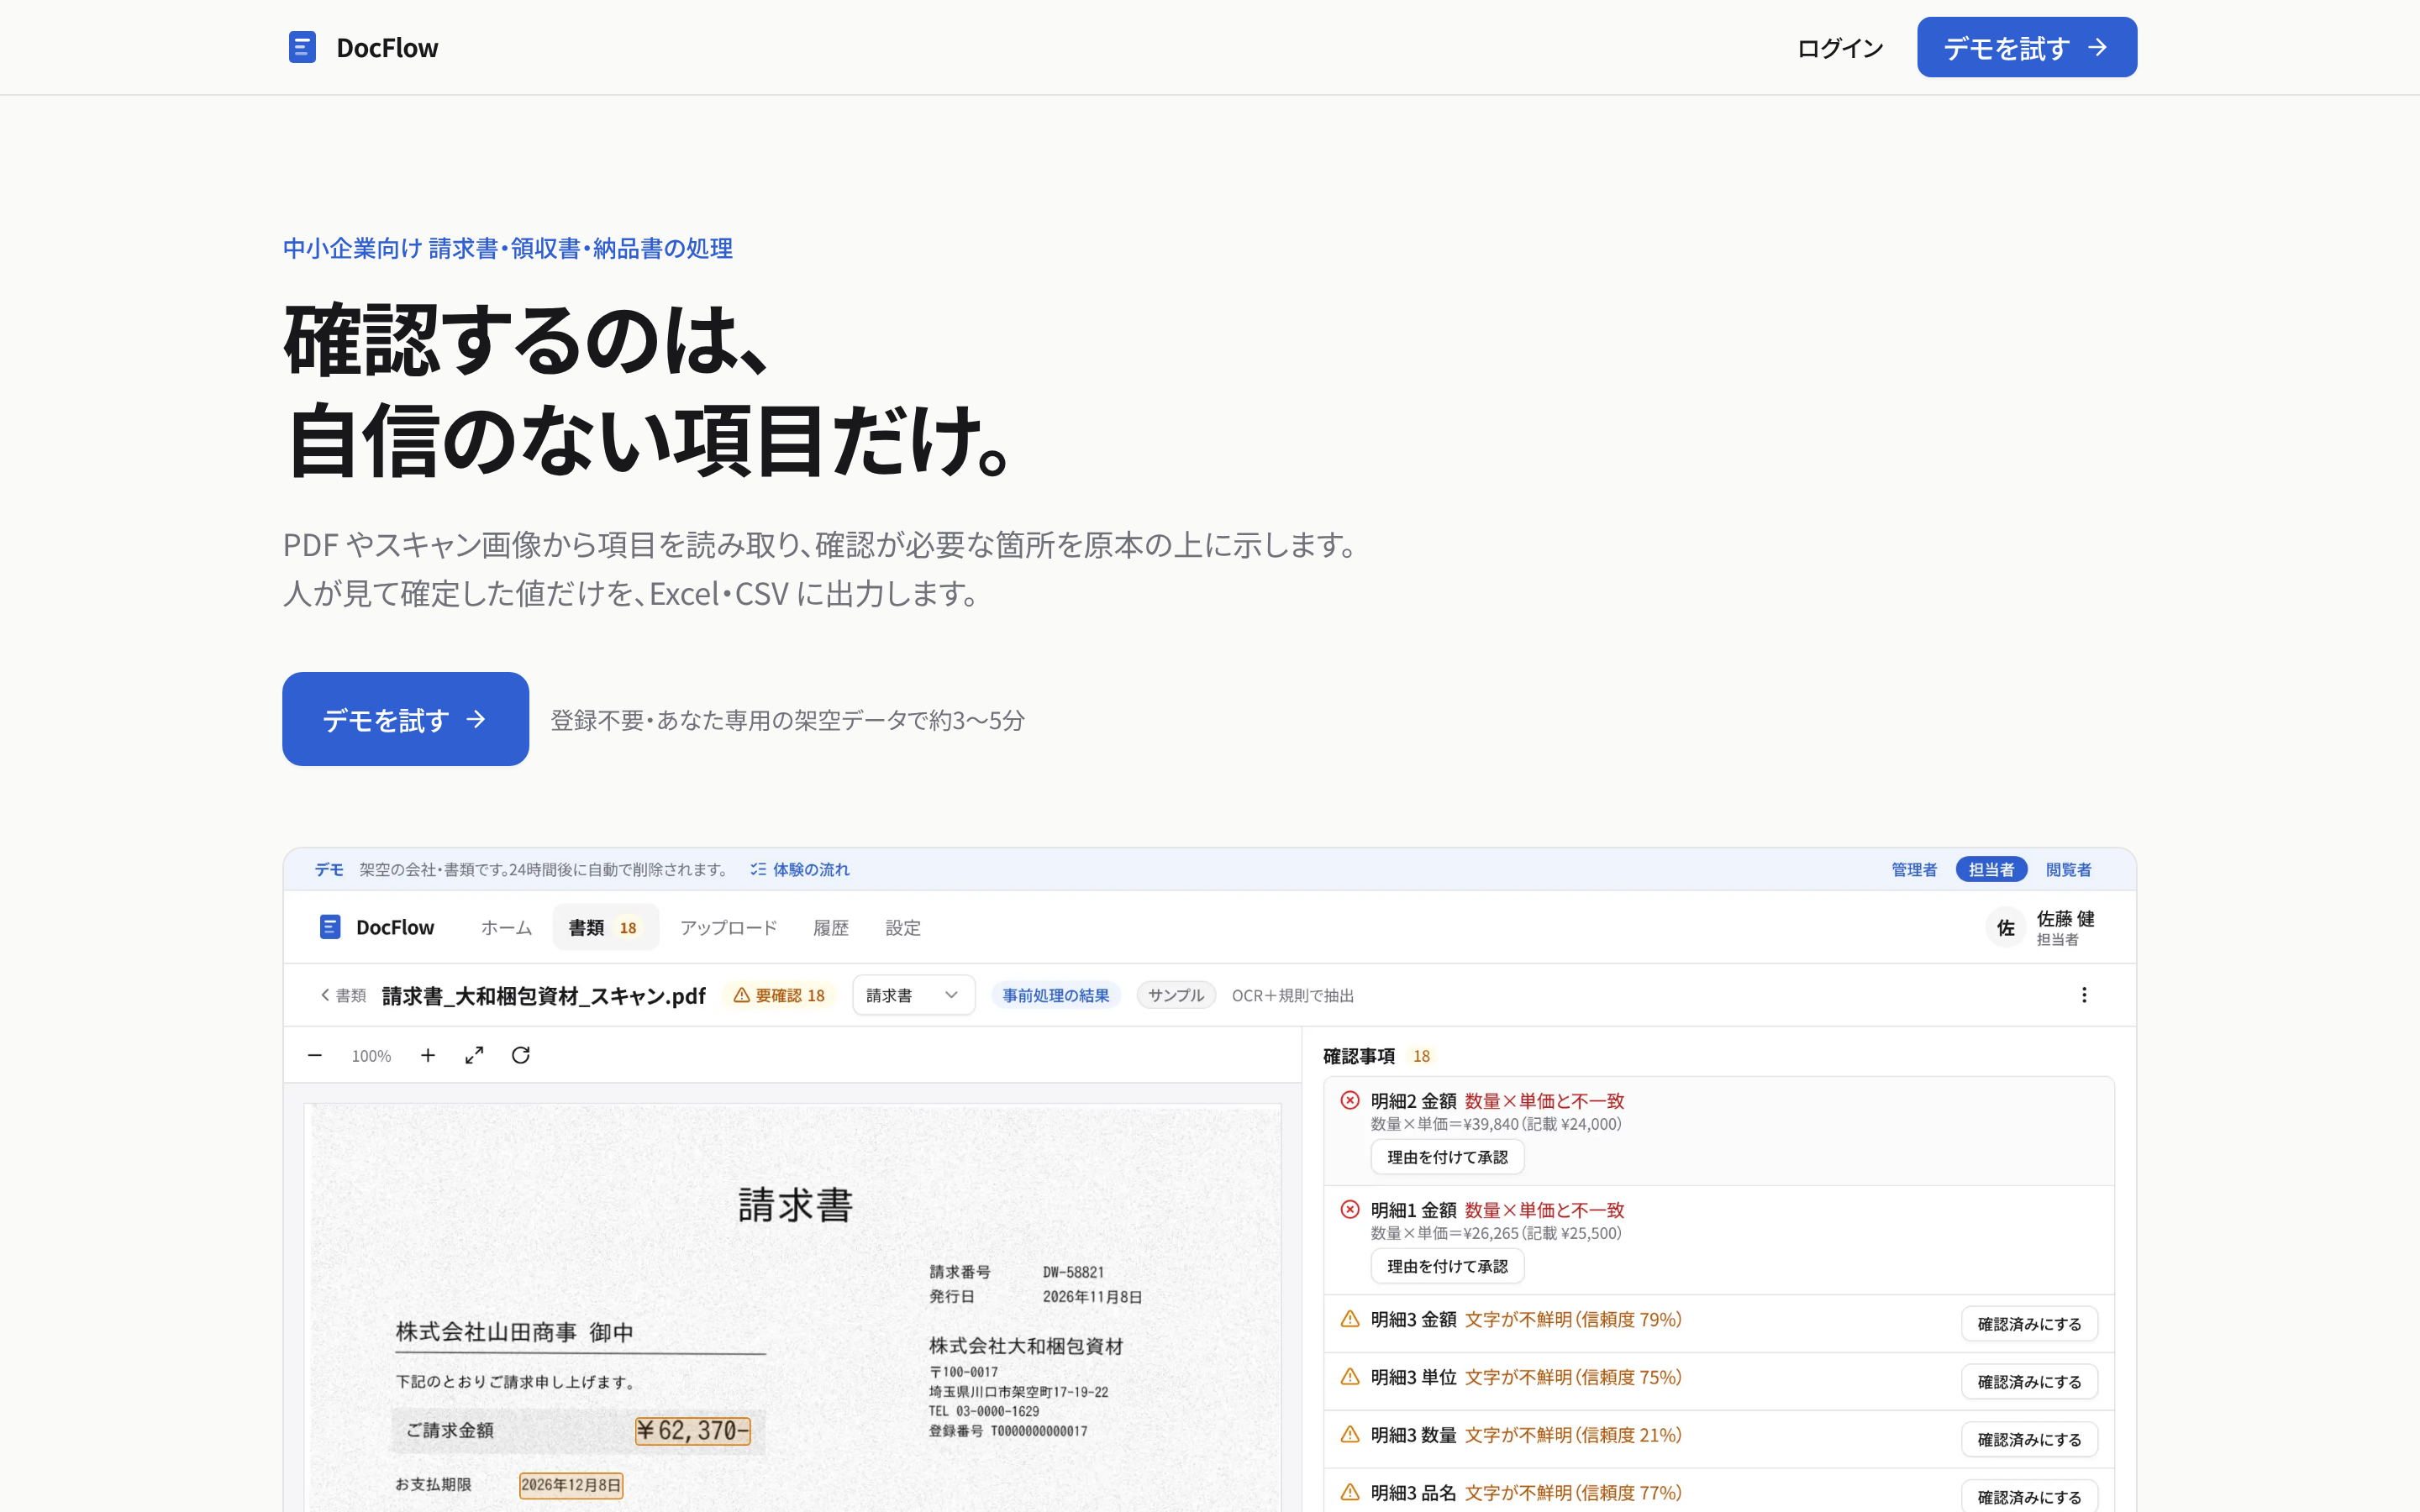 DocFlow
ログイン
デモを試す
中小企業向け 請求書・領収書・納品書の処理
確認するのは、
自信のない項目だけ。
PDF やスキャン画像から項目を読み取り、確認が必要な箇所を原本の上に示します。
人が見て確定した値だけを、Excel・CSV に出力します。
デモを試す
登録不要・あなた専用の架空データで約3〜5分
デモ 架空の会社・書類です。24時間後に自動で削除されます。 体験の流れ
管理者 担当者 閲覧者
DocFlow ホーム 書類 18 アップロード 履歴 設定
佐 佐藤 健
担当者
書類 請求書_大和梱包資材_スキャン.pdf 要確認 18 請求書 事前処理の結果 サンプル OCR＋規則で抽出
100%
請求書
請求番号 DW-58821
発行日 2026年11月8日
株式会社山田商事 御中
株式会社大和梱包資材
〒100-0017
下記のとおりご請求申し上げます。
埼玉県川口市架空町17-19-22
TEL 03-0000-1629
登録番号 T0000000000017
ご請求金額 ¥62,370-
お支払期限 2026年12月8日
確認事項 18
明細2 金額 数量×単価と不一致
数量×単価＝¥39,840（記載 ¥24,000）
理由を付けて承認
明細1 金額 数量×単価と不一致
数量×単価＝¥26,265（記載 ¥25,500）
理由を付けて承認
明細3 金額 文字が不鮮明（信頼度 79%） 確認済みにする
明細3 単位 文字が不鮮明（信頼度 75%） 確認済みにする
明細3 数量 文字が不鮮明（信頼度 21%） 確認済みにする
明細3 品名 文字が不鮮明（信頼度 77%） 確認済みにする